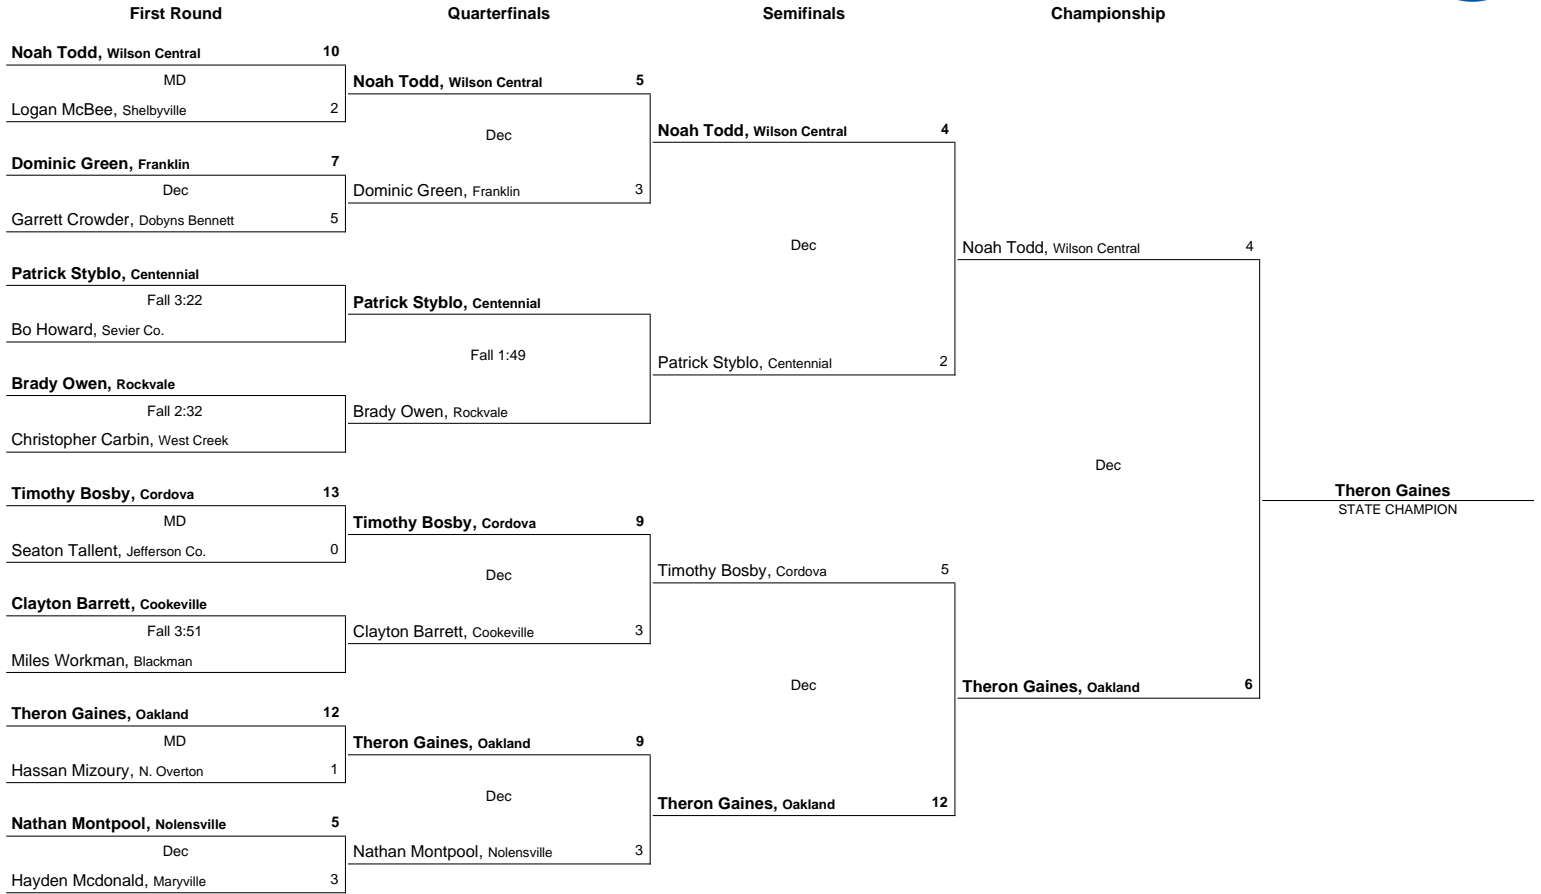 First Round
Quarterfinals
Semifinals
Championship
Noah Todd, Wilson Central 10
MD
Logan McBee, Shelbyville 2
Dominic Green, Franklin 7
Dec
Garrett Crowder, Dobyns Bennett 5
Patrick Styblo, Centennial
Fall 3:22
Bo Howard, Sevier Co.
Brady Owen, Rockvale
Fall 2:32
Christopher Carbin, West Creek
Timothy Bosby, Cordova 13
MD
Seaton Tallent, Jefferson Co. 0
Clayton Barrett, Cookeville
Fall 3:51
Miles Workman, Blackman
Theron Gaines, Oakland 12
MD
Hassan Mizoury, N. Overton 1
Nathan Montpool, Nolensville 5
Dec
Hayden Mcdonald, Maryville 3
Noah Todd, Wilson Central 5
Dec
Dominic Green, Franklin 3
Patrick Styblo, Centennial
Fall 1:49
Brady Owen, Rockvale
Timothy Bosby, Cordova 9
Dec
Clayton Barrett, Cookeville 3
Theron Gaines, Oakland 9
Dec
Nathan Montpool, Nolensville 3
Noah Todd, Wilson Central 4
Dec
Patrick Styblo, Centennial 2
Timothy Bosby, Cordova 5
Dec
Theron Gaines, Oakland 12
Noah Todd, Wilson Central 4
Dec
Theron Gaines, Oakland 6
Theron Gaines
STATE CHAMPION